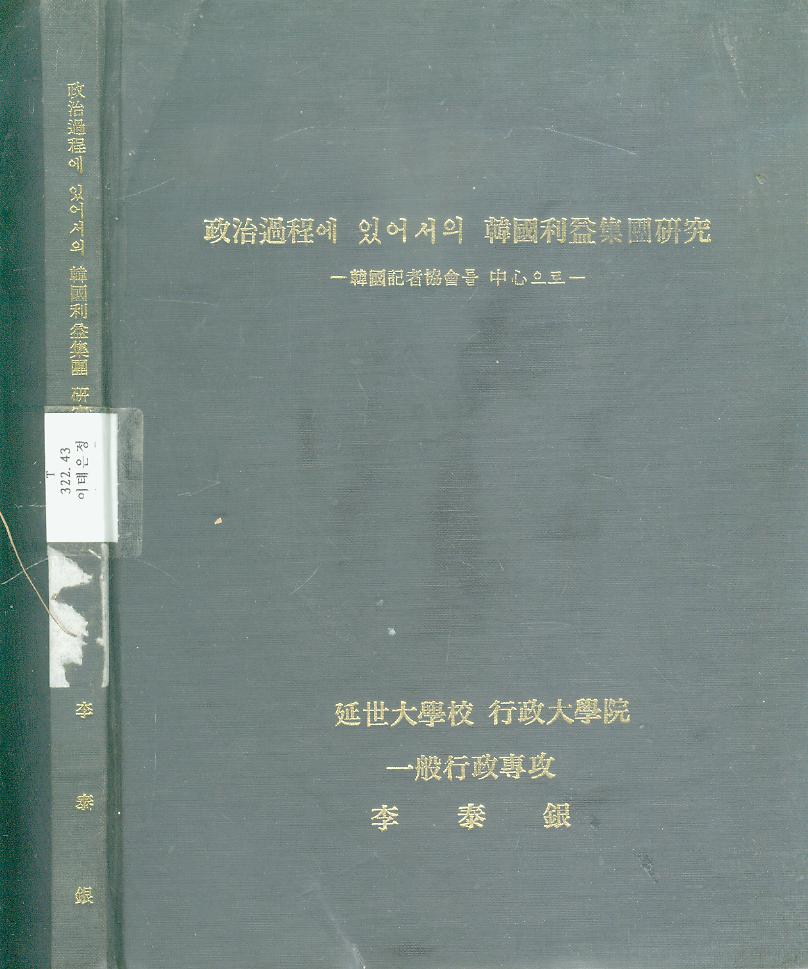 政治過程에 있어서의 韓國利益集團 研究
T
322.43
이태은정
李 泰 銀
政治過程에 있어서의 韓國利益集團研究
—韓國記者協會를 中心으로—
延世大學校 行政大學院
一般行政專攻
李 泰 銀